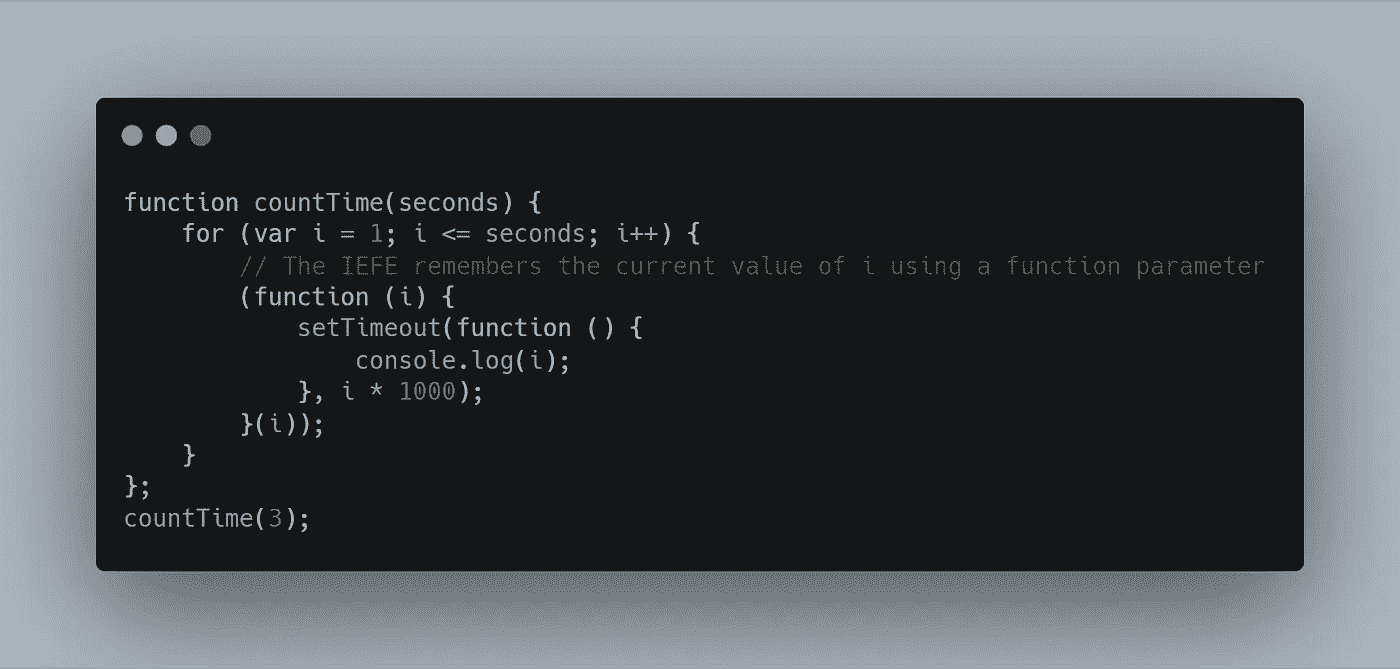 function countTime(seconds) {
    for (var i = 1; i <= seconds; i++) {
        // The IEFE remembers the current value of i using a function parameter
        (function (i) {
            setTimeout(function () {
                console.log(i);
            }, i * 1000);
        }(i));
    }
};
countTime(3);